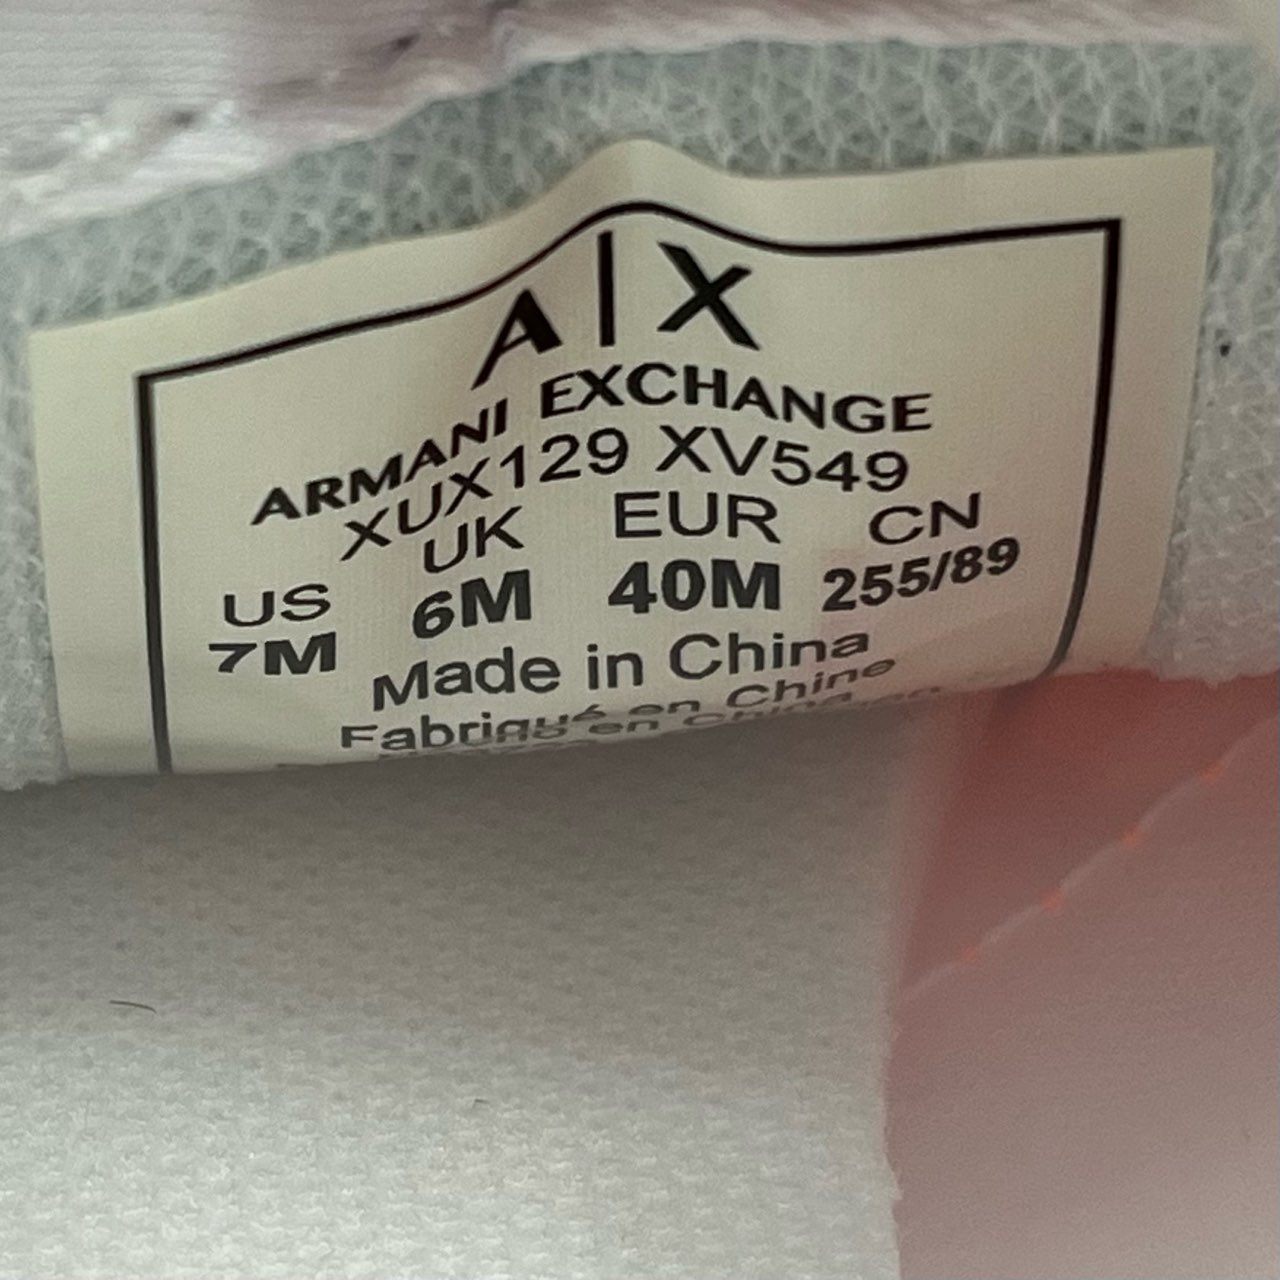 A|X
ARMANI EXCHANGE
XUX129 XV549
US UK EUR CN
7M 6M 40M 255/89
Made in China
Fabriqué en Chine